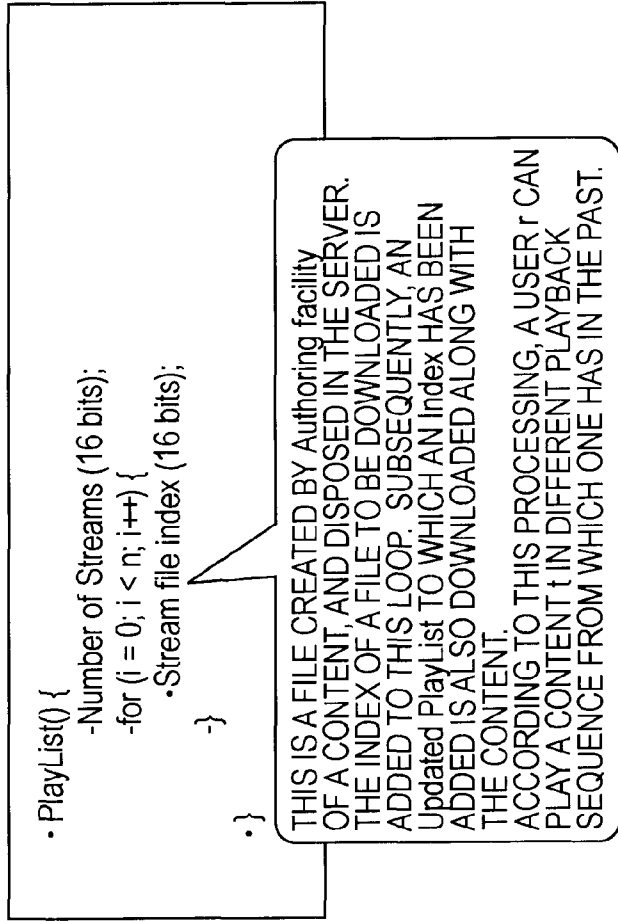 • PlayList() {
-Number of Streams (16 bits);
-for (i = 0; i < n; i++) {
•Stream file index (16 bits);
-}
•}
THIS IS A FILE CREATED BY Authoring facility
OF A CONTENT, AND DISPOSED IN THE SERVER.
THE INDEX OF A FILE TO BE DOWNLOADED IS
ADDED TO THIS LOOP. SUBSEQUENTLY, AN
Updated PlayList TO WHICH AN Index HAS BEEN
ADDED IS ALSO DOWNLOADED ALONG WITH
THE CONTENT.
ACCORDING TO THIS PROCESSING, A USER r CAN
PLAY A CONTENT t IN DIFFERENT PLAYBACK
SEQUENCE FROM WHICH ONE HAS IN THE PAST.